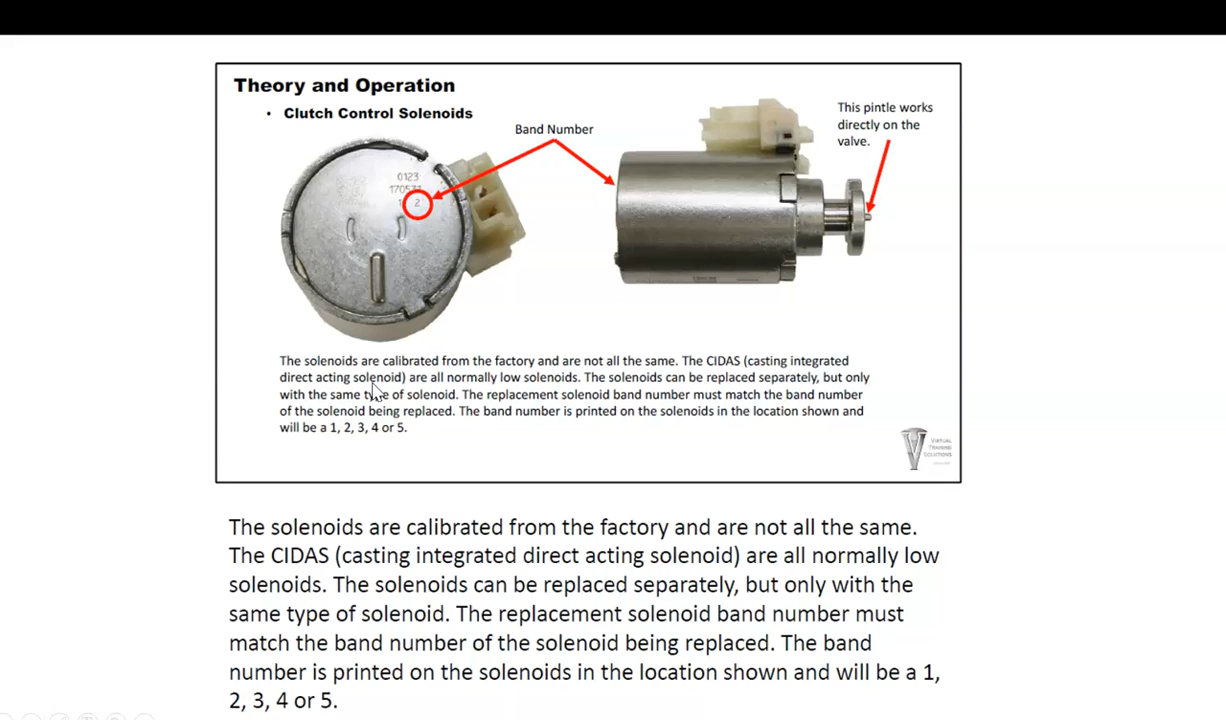 Theory and Operation
• Clutch Control Solenoids
Band Number
This pintle works
directly on the
valve.
0123
2
The solenoids are calibrated from the factory and are not all the same. The CIDAS (casting integrated
direct acting solenoid) are all normally low solenoids. The solenoids can be replaced separately, but only
with the same type of solenoid. The replacement solenoid band number must match the band number
of the solenoid being replaced. The band number is printed on the solenoids in the location shown and
will be a 1, 2, 3, 4 or 5.
VIRTUAL
TRAINING
SOLUTIONS
The solenoids are calibrated from the factory and are not all the same.
The CIDAS (casting integrated direct acting solenoid) are all normally low
solenoids. The solenoids can be replaced separately, but only with the
same type of solenoid. The replacement solenoid band number must
match the band number of the solenoid being replaced. The band
number is printed on the solenoids in the location shown and will be a 1,
2, 3, 4 or 5.